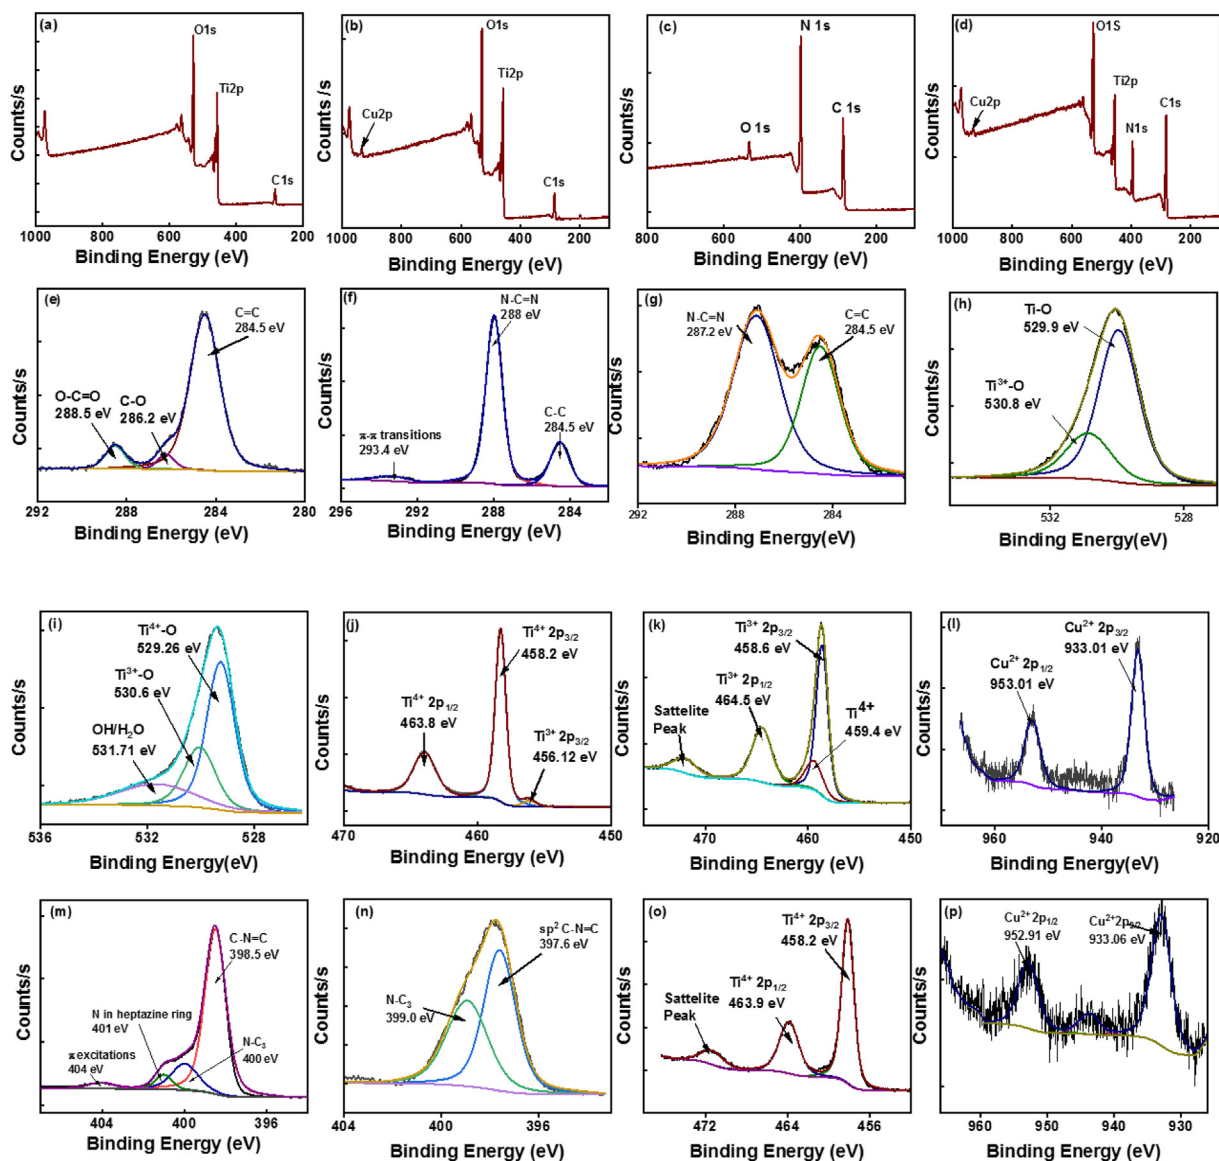 (a)
O1s
Ti2p
C1s
Counts/s
1000 800 600 400 200
Binding Energy (eV)
(b)
O1s
Cu2p
Ti2p
C1s
Counts /s
1000 800 600 400 200
Binding Energy (eV)
(c)
N 1s
C 1s
O 1s
Counts/s
800 600 400 200
Binding Energy (eV)
(d)
O1S
Ti2p
C1s
Cu2p
N1s
Counts/s
1000 800 600 400 200
Binding Energy (eV)
(e)
C=C
284.5 eV
O-C=O
288.5 eV
C-O
286.2 eV
Counts/s
292 288 284 280
Binding Energy (eV)
(f)
N-C=N
288 eV
C-C
284.5 eV
π-π transitions
293.4 eV
Counts/s
296 292 288 284
Binding Energy (eV)
(g)
N-C=N
287.2 eV
C=C
284.5 eV
Counts/s
292 288 284
Binding Energy(eV)
(h)
Ti-O
529.9 eV
Ti³⁺-O
530.8 eV
Counts/s
532 528
Binding Energy(eV)
(i)
Ti⁴⁺-O
529.26 eV
Ti³⁺-O
530.6 eV
OH/H₂O
531.71 eV
Counts/s
536 532 528
Binding Energy(eV)
(j)
Ti⁴⁺ 2p₃/₂
458.2 eV
Ti⁴⁺ 2p₁/₂
463.8 eV
Ti³⁺ 2p₃/₂
456.12 eV
Counts/s
470 460 450
Binding Energy (eV)
(k)
Ti³⁺ 2p₃/₂
458.6 eV
Ti³⁺ 2p₁/₂
464.5 eV
Sattelite
Peak
Ti⁴⁺
459.4 eV
Counts/s
470 460 450
Binding Energy (eV)
(l)
Cu²⁺ 2p₃/₂
933.01 eV
Cu²⁺ 2p₁/₂
953.01 eV
Counts/s
960 940 920
Binding Energy (eV)
(m)
C-N=C
398.5 eV
N in heptazine ring
401 eV
N-C₃
400 eV
π excitations
404 eV
Counts/s
404 400 396
Binding Energy (eV)
(n)
sp² C-N=C
397.6 eV
N-C₃
399.0 eV
Counts/s
404 400 396
Binding Energy (eV)
(o)
Ti⁴⁺ 2p₃/₂
458.2 eV
Ti⁴⁺ 2p₁/₂
463.9 eV
Sattelite
Peak
Counts/s
472 464 456
Binding Energy (eV)
(p)
Cu²⁺ 2p₁/₂
952.91 eV
Cu²⁺2p₃/₂
933.06 eV
Counts/s
960 950 940 930
Binding Energy (eV)